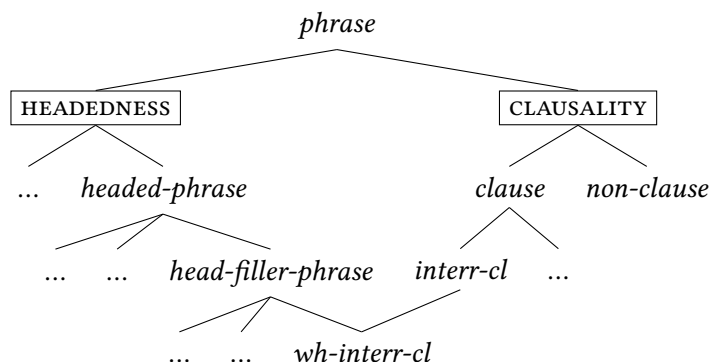 phrase
HEADEDNESS CLAUSALITY
... headed-phrase clause non-clause
... ... head-filler-phrase interr-cl ...
... ... wh-interr-cl